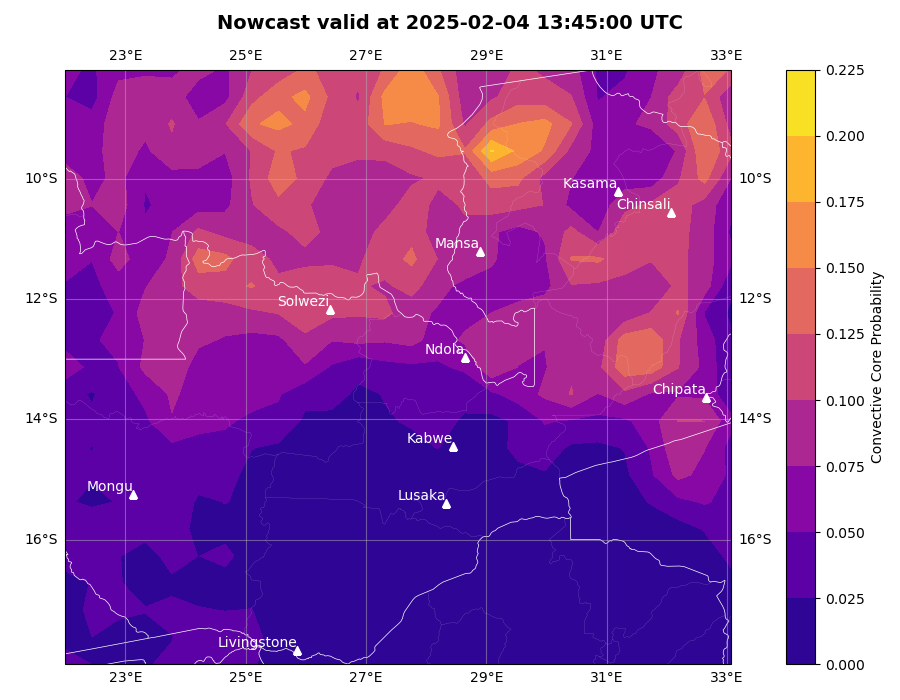 Nowcast valid at 2025-02-04 13:45:00 UTC
23°E 25°E 27°E 29°E 31°E 33°E
0.225
0.200
0.175
10°S Kasama 10°S
Chinsali
Mansa
0.150
12°S Solwezi 12°S
0.125
Ndola
Convective Core Probability
Chipata
0.100
14°S 14°S
Kabwe
0.075
Mongu
Lusaka
16°S 16°S
0.050
0.025
Livingstone
0.000
23°E 25°E 27°E 29°E 31°E 33°E